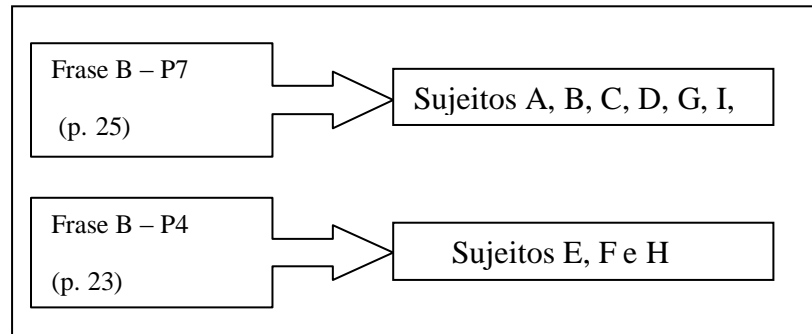 Frase B – P7
(p. 25)
Sujeitos A, B, C, D, G, I,
Frase B – P4
(p. 23)
Sujeitos E, F e H